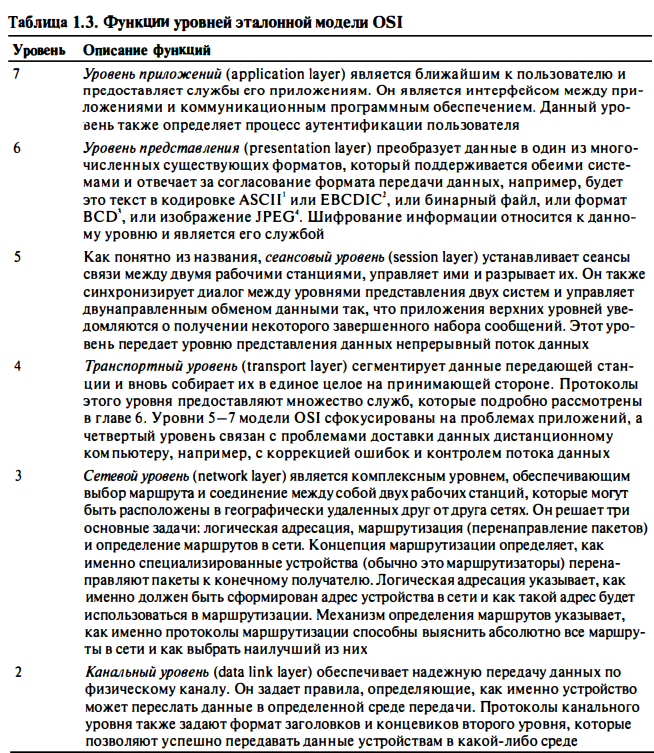 Таблица 1.3. Функции уровней эталонной модели OSI
Уровень Описание функций
7 Уровень приложений (application layer) является ближайшим к пользователю и
предоставляет службы его приложениям. Он является интерфейсом между при-
ложениями и коммуникационным программным обеспечением. Данный уро-
вень также определяет процесс аутентификации пользователя
6 Уровень представления (presentation layer) преобразует данные в один из много-
численных существующих форматов, который поддерживается обеими систе-
мами и отвечает за согласование формата передачи данных, например, будет
это текст в кодировке ASCII¹ или EBCDIC², или бинарный файл, или формат
BCD³, или изображение JPEG⁴. Шифрование информации относится к данно-
му уровню и является его службой
5 Как понятно из названия, сеансовый уровень (session layer) устанавливает сеансы
связи между двумя рабочими станциями, управляет ими и разрывает их. Он также
синхронизирует диалог между уровнями представления двух систем и управляет
двунаправленным обменом данными так, что приложения верхних уровней уве-
домляются о получении некоторого завершенного набора сообщений. Этот уро-
вень передает уровню представления данных непрерывный поток данных
4 Транспортный уровень (transport layer) сегментирует данные передающей стан-
ции и вновь собирает их в единое целое на принимающей стороне. Протоколы
этого уровня предоставляют множество служб, которые подробно рассмотрены
в главе 6. Уровни 5—7 модели OSI сфокусированы на проблемах приложений, а
четвертый уровень связан с проблемами доставки данных дистанционному
компьютеру, например, с коррекцией ошибок и контролем потока данных
3 Сетевой уровень (network layer) является комплексным уровнем, обеспечивающим
выбор маршрута и соединение между собой двух рабочих станций, которые могут
быть расположены в географически удаленных друг от друга сетях. Он решает три
основные задачи: логическая адресация, маршрутизация (перенаправление пакетов)
и определение маршрутов в сети. Концепция маршрутизации определяет, как
именно специализированные устройства (обычно это маршрутизаторы) перена-
правляют пакеты к конечному получателю. Логическая адресация указывает, как
именно должен быть сформирован адрес устройства в сети и как такой адрес будет
использоваться в маршрутизации. Механизм определения маршрутов указывает,
как именно протоколы маршрутизации способны выяснить абсолютно все маршру-
ты в сети и как выбрать наилучший из них
2 Канальный уровень (data link layer) обеспечивает надежную передачу данных по
физическому каналу. Он задает правила, определяющие, как именно устройство
может переслать данные в определенной среде передачи. Протоколы канального
уровня также задают формат заголовков и концевиков второго уровня, которые
позволяют успешно передавать данные устройствам в какой-либо среде